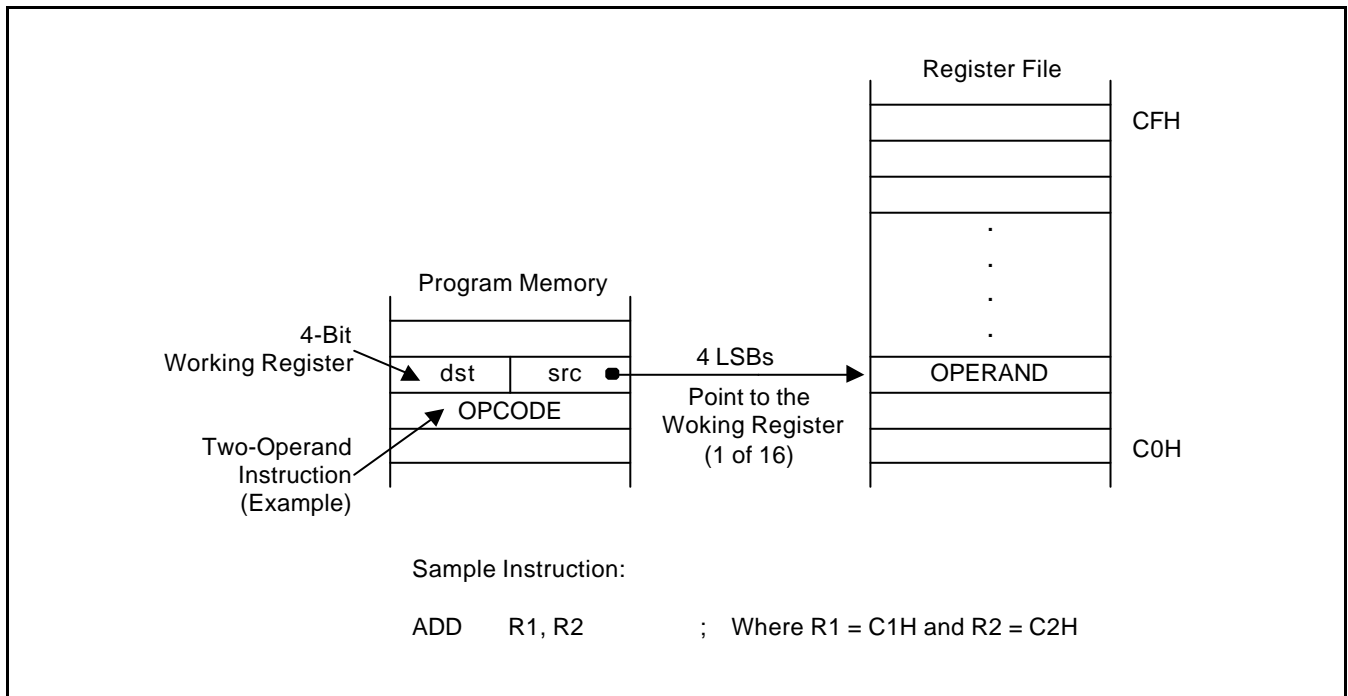 Register File
CFH
.
.
.
.
Program Memory
4-Bit
Working Register
dst
src
4 LSBs
OPERAND
Point to the
Woking Register
(1 of 16)
OPCODE
Two-Operand
Instruction
(Example)
C0H
Sample Instruction:
ADD R1, R2 ; Where R1 = C1H and R2 = C2H